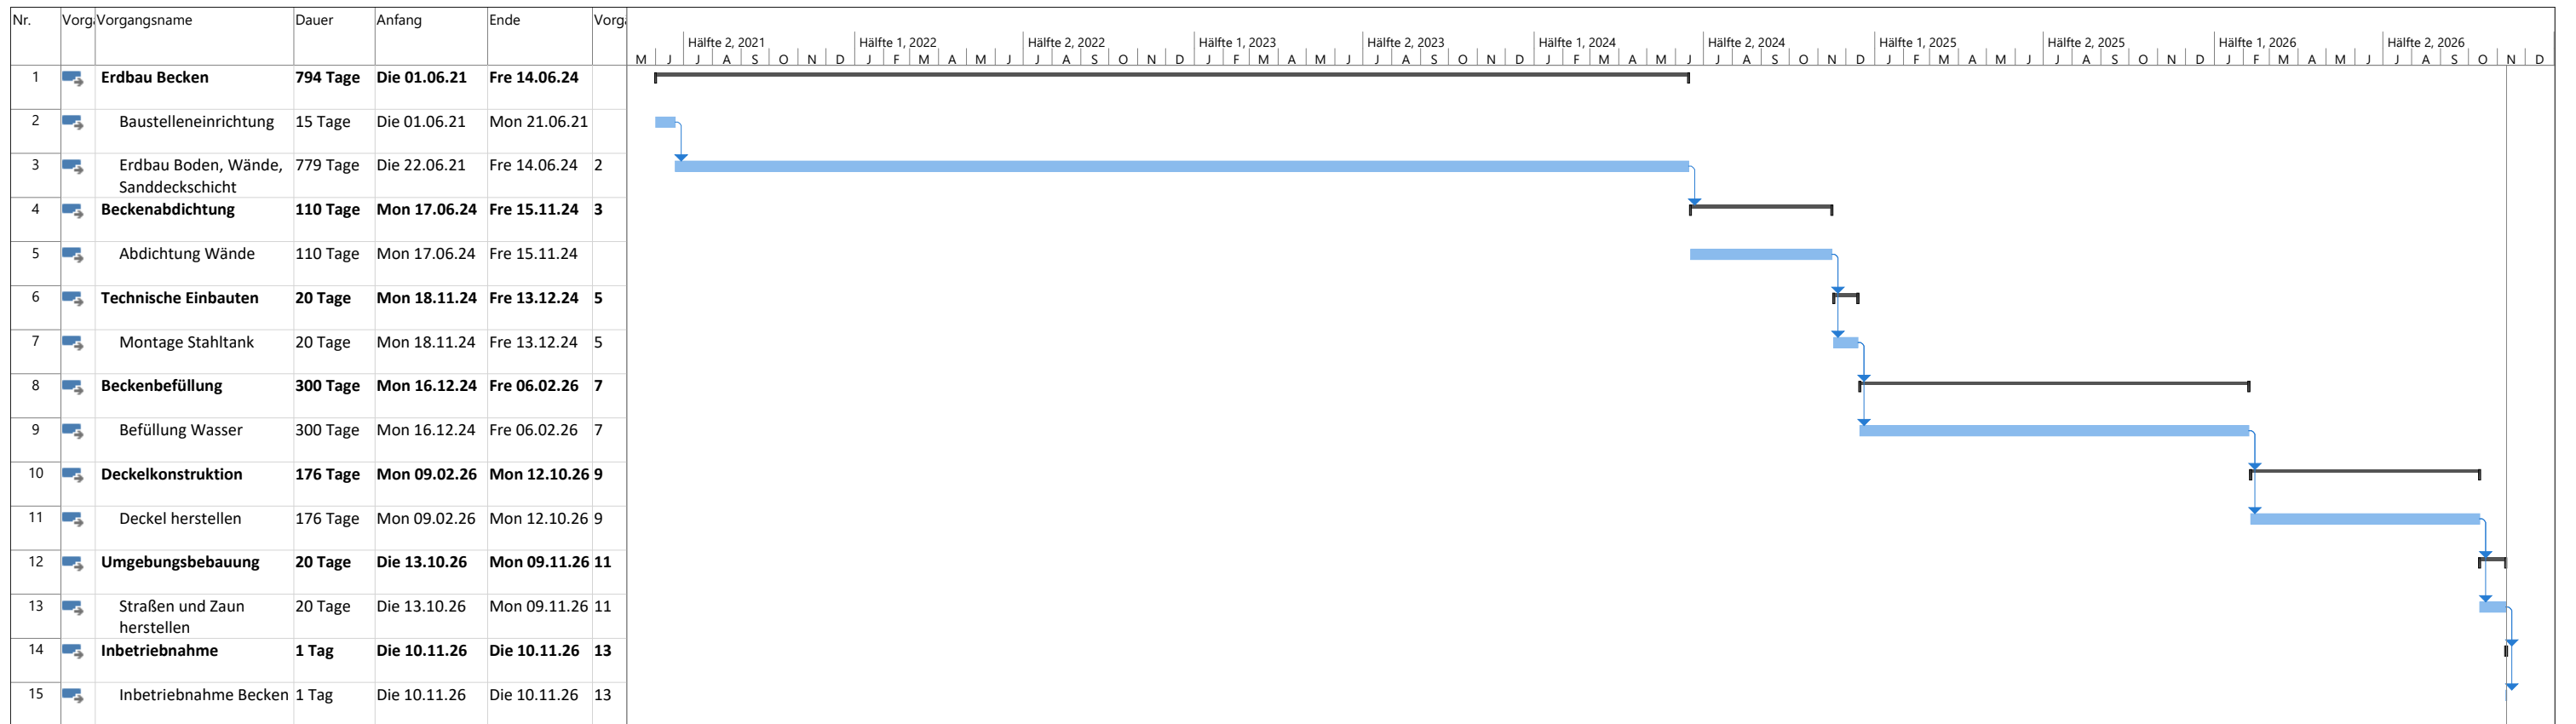 Nr. Vorg Vorgangsname Dauer Anfang Ende Vorg
Hälfte 2, 2021 Hälfte 1, 2022 Hälfte 2, 2022 Hälfte 1, 2023 Hälfte 2, 2023 Hälfte 1, 2024 Hälfte 2, 2024 Hälfte 1, 2025 Hälfte 2, 2025 Hälfte 1, 2026 Hälfte 2, 2026
M J J A S O N D J F M A M J J A S O N D J F M A M J J A S O N D J F M A M J J A S O N D J F M A M J J A S O N D J F M A M J J A S O N D
1 Erdbau Becken 794 Tage Die 01.06.21 Fre 14.06.24
2 Baustelleneinrichtung 15 Tage Die 01.06.21 Mon 21.06.21
3 Erdbau Boden, Wände, 779 Tage Die 22.06.21 Fre 14.06.24 2
Sanddeckschicht
4 Beckenabdichtung 110 Tage Mon 17.06.24 Fre 15.11.24 3
5 Abdichtung Wände 110 Tage Mon 17.06.24 Fre 15.11.24
6 Technische Einbauten 20 Tage Mon 18.11.24 Fre 13.12.24 5
7 Montage Stahltank 20 Tage Mon 18.11.24 Fre 13.12.24 5
8 Beckenbefüllung 300 Tage Mon 16.12.24 Fre 06.02.26 7
9 Befüllung Wasser 300 Tage Mon 16.12.24 Fre 06.02.26 7
10 Deckelkonstruktion 176 Tage Mon 09.02.26 Mon 12.10.26 9
11 Deckel herstellen 176 Tage Mon 09.02.26 Mon 12.10.26 9
12 Umgebungsbebauung 20 Tage Die 13.10.26 Mon 09.11.26 11
13 Straßen und Zaun 20 Tage Die 13.10.26 Mon 09.11.26 11
herstellen
14 Inbetriebnahme 1 Tag Die 10.11.26 Die 10.11.26 13
15 Inbetriebnahme Becken 1 Tag Die 10.11.26 Die 10.11.26 13